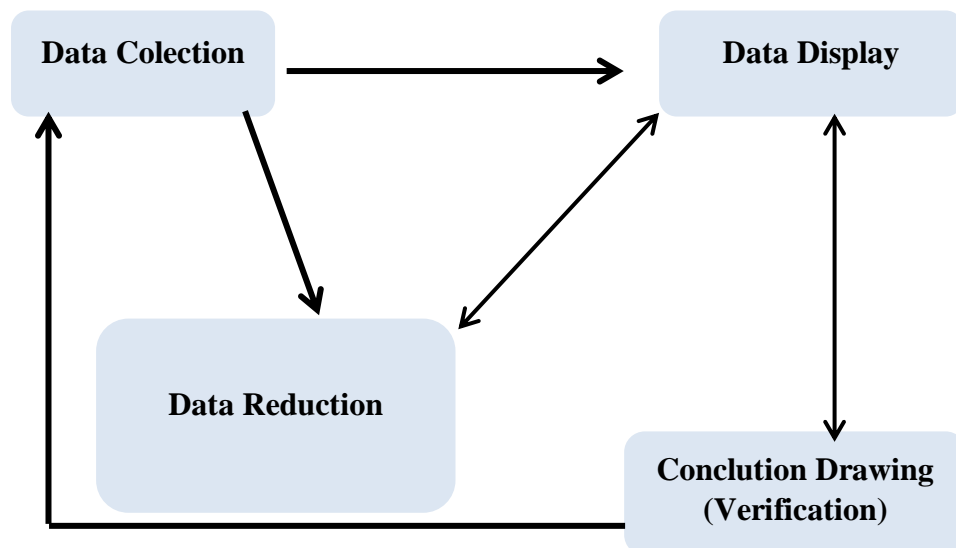 Data Colection
Data Display
Data Reduction
Conclution Drawing
(Verification)